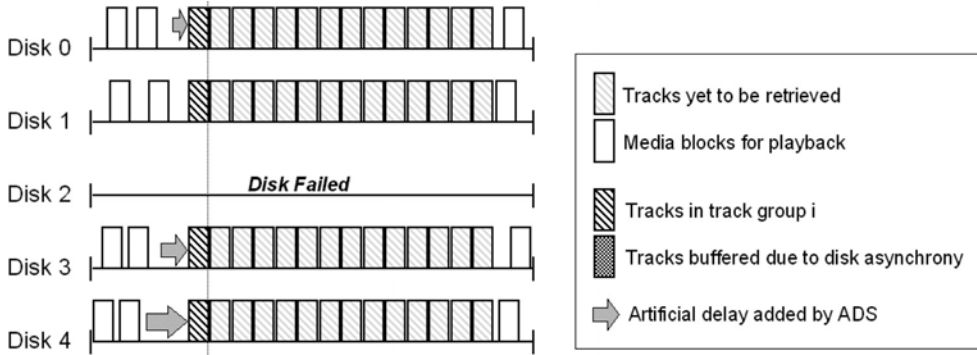 Disk 0
Disk 1
Disk 2
Disk Failed
Disk 3
Disk 4
Tracks yet to be retrieved
Media blocks for playback
Tracks in track group i
Tracks buffered due to disk asynchrony
Artificial delay added by ADS